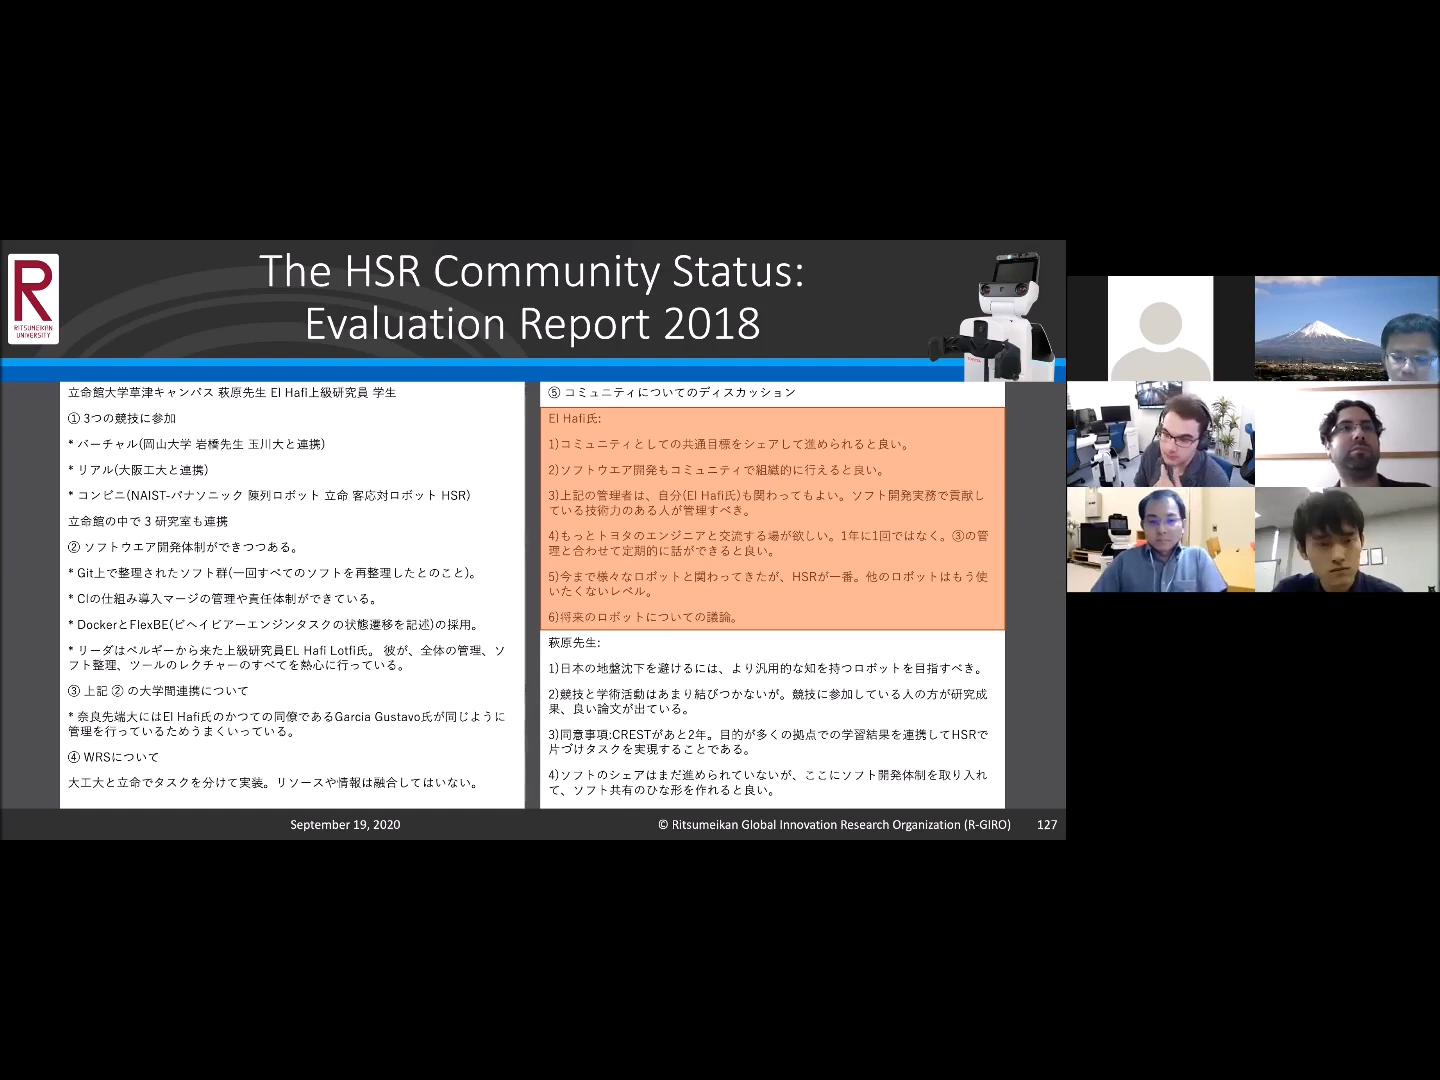 The HSR Community Status:
Evaluation Report 2018
R
RITSUMEIKAN
UNIVERSITY
立命館大学草津キャンパス 萩原先生 El Hafi上級研究員 学生
① 3つの競技に参加
* バーチャル(岡山大学 岩橋先生 玉川大と連携)
* リアル(大阪工大と連携)
* コンビニ(NAIST-パナソニック 陳列ロボット 立命 客応対ロボット HSR)
立命館の中で 3 研究室も連携
② ソフトウエア開発体制ができつつある。
* Git上で整理されたソフト群(一回すべてのソフトを再整理したとのこと)。
* CIの仕組み導入マージの管理や責任体制ができている。
* DockerとFlexBE(ビヘイビアーエンジンタスクの状態遷移を記述)の採用。
* リーダはベルギーから来た上級研究員EL Hafi Lotfi氏。 彼が、全体の管理、ソ
フト整理、ツールのレクチャーのすべてを熱心に行っている。
③ 上記 ② の大学間連携について
* 奈良先端大にはEl Hafi氏のかつての同僚であるGarcia Gustavo氏が同じように
管理を行っているためうまくいっている。
④ WRSについて
大工大と立命でタスクを分けて実装。リソースや情報は融合してはいない。
⑤ コミュニティについてのディスカッション
El Hafi氏:
1)コミュニティとしての共通目標をシェアして進められると良い。
2)ソフトウエア開発もコミュニティで組織的に行えると良い。
3)上記の管理者は、自分(El Hafi氏)も関わってもよい。ソフト開発実務で貢献し
ている技術力のある人が管理すべき。
4)もっとトヨタのエンジニアと交流する場が欲しい。1年に1回ではなく。③の管
理と合わせて定期的に話ができると良い。
5)今まで様々なロボットと関わってきたが、HSRが一番。他のロボットはもう使
いたくないレベル。
6)将来のロボットについての議論。
萩原先生:
1)日本の地盤沈下を避けるには、より汎用的な知を持つロボットを目指すべき。
2)競技と学術活動はあまり結びつかないが。競技に参加している人の方が研究成
果、良い論文が出ている。
3)同意事項:CRESTがあと2年。目的が多くの拠点での学習結果を連携してHSRで
片づけタスクを実現することである。
4)ソフトのシェアはまだ進められていないが、ここにソフト開発体制を取り入れ
て、ソフト共有のひな形を作れると良い。
September 19, 2020
© Ritsumeikan Global Innovation Research Organization (R-GIRO)
127